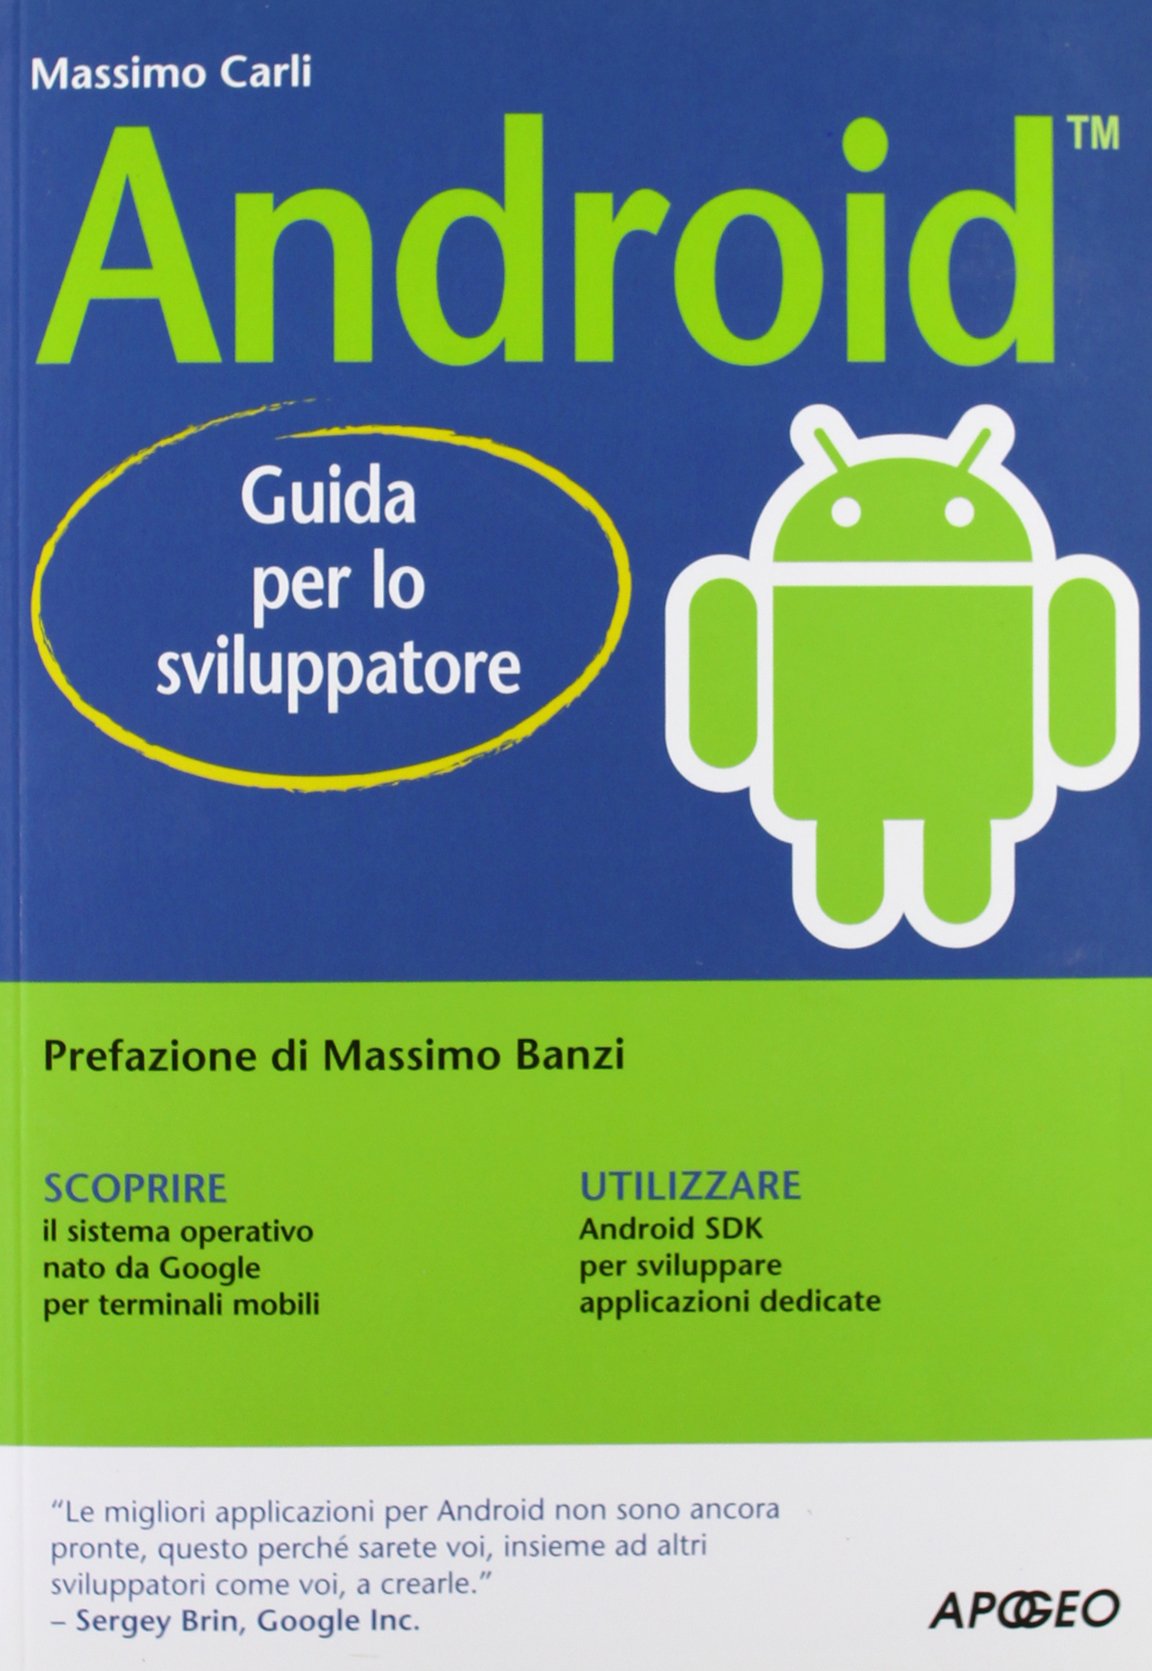 Massimo Carli
Android™
Guida
per lo
sviluppatore
Prefazione di Massimo Banzi
SCOPRIRE
il sistema operativo
nato da Google
per terminali mobili
UTILIZZARE
Android SDK
per sviluppare
applicazioni dedicate
“Le migliori applicazioni per Android non sono ancora
pronte, questo perché sarete voi, insieme ad altri
sviluppatori come voi, a crearle.”
– Sergey Brin, Google Inc.
APOGEO